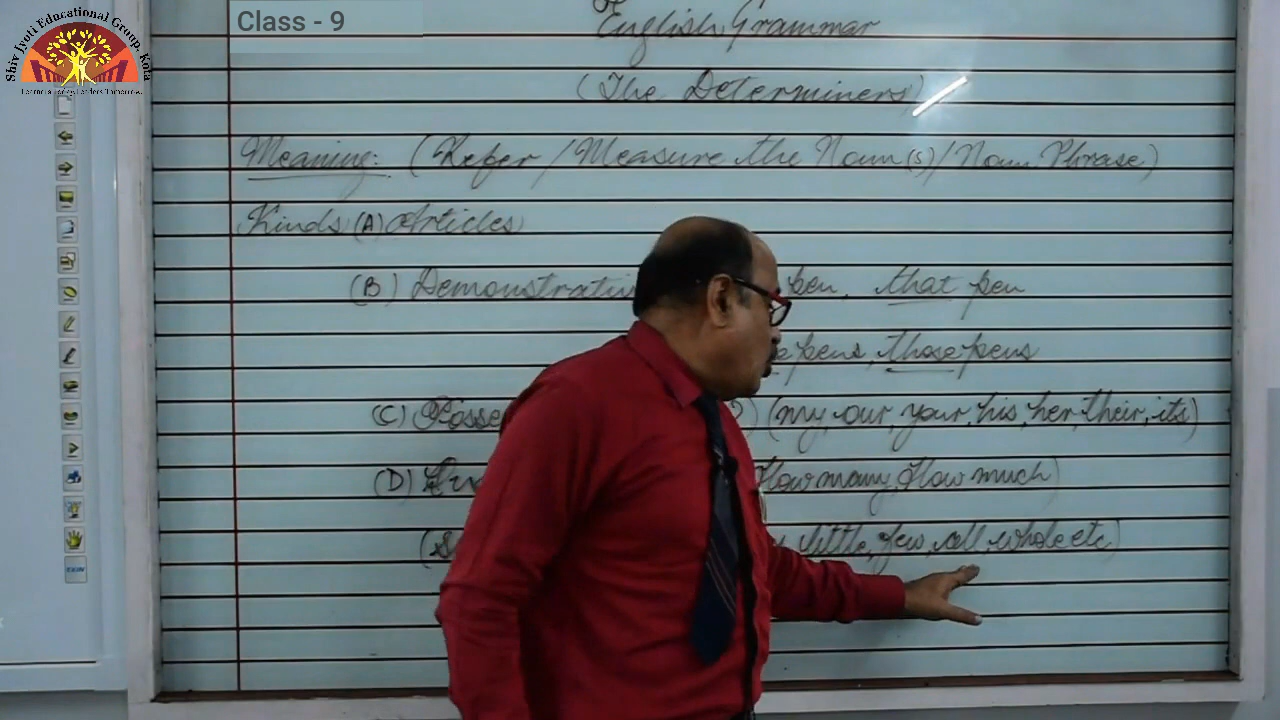 Shiv Jyoti Educational Group, Kota
Class - 9
English Grammar
(The Determiners)
Meaning: (Refer / Measure the Noun(s) / Noun Phrase)
Kinds (A) Articles
(B) Demonstrativ pen, that pen
pens, those pens
(C) Posse (my, our, your, his, her, their, its)
(D) How many, How much)
little, few, all, whole etc)